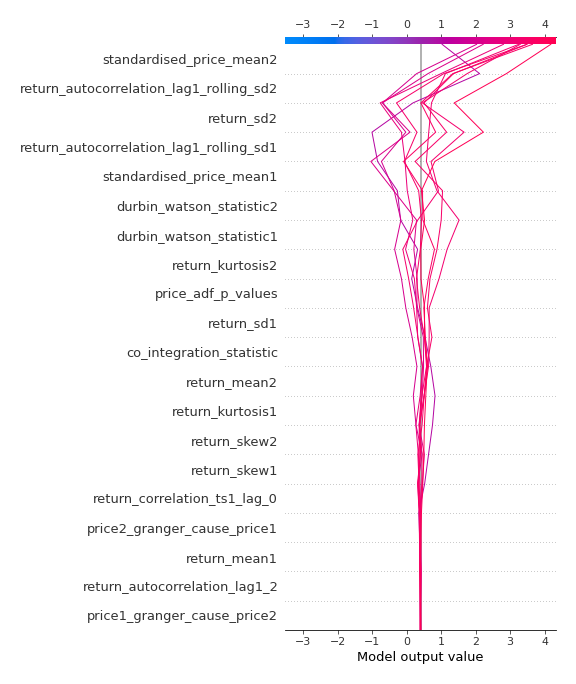 −3 −2 −1 0 1 2 3 4
standardised_price_mean2
return_autocorrelation_lag1_rolling_sd2
return_sd2
return_autocorrelation_lag1_rolling_sd1
standardised_price_mean1
durbin_watson_statistic2
durbin_watson_statistic1
return_kurtosis2
price_adf_p_values
return_sd1
co_integration_statistic
return_mean2
return_kurtosis1
return_skew2
return_skew1
return_correlation_ts1_lag_0
price2_granger_cause_price1
return_mean1
return_autocorrelation_lag1_2
price1_granger_cause_price2
−3 −2 −1 0 1 2 3 4
Model output value